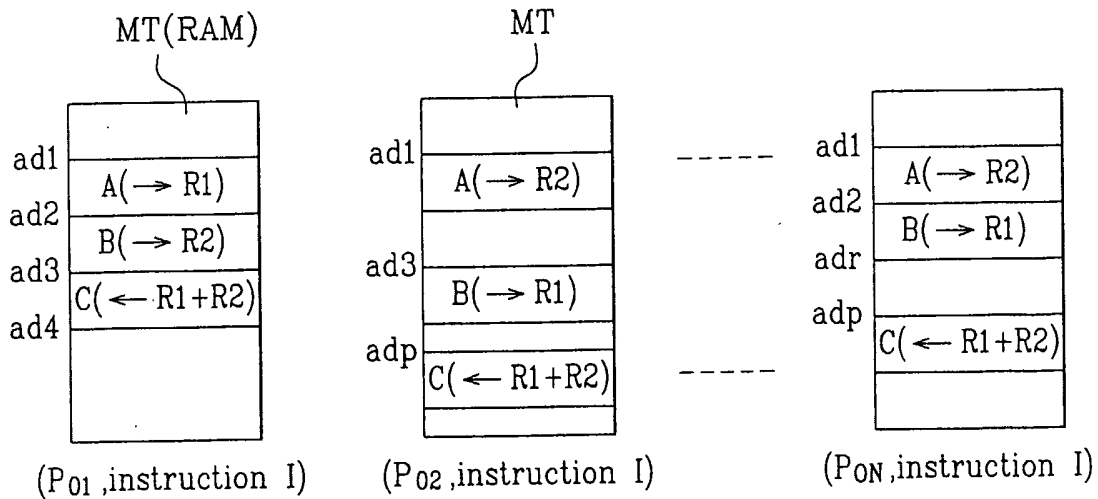 MT(RAM)
ad1
A(→ R1)
ad2
B(→ R2)
ad3
C(← R1+R2)
ad4
(P01,instruction I)
MT
ad1
A(→ R2)
ad3
B(→ R1)
adp
C(← R1+R2)
(P02,instruction I)
ad1
A(→ R2)
ad2
B(→ R1)
adr
adp
C(← R1+R2)
(PON,instruction I)